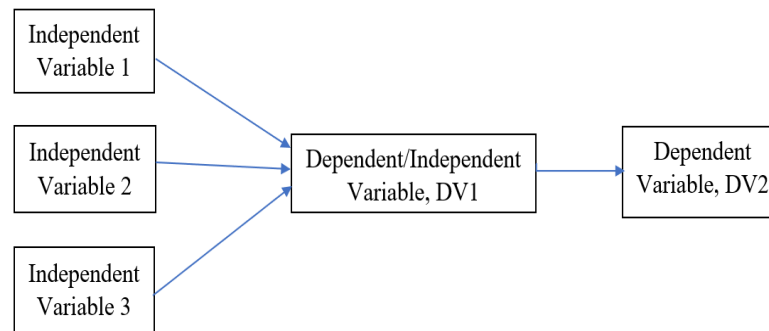 Independent
Variable 1
Independent
Variable 2
Independent
Variable 3
Dependent/Independent
Variable, DV1
Dependent
Variable, DV2